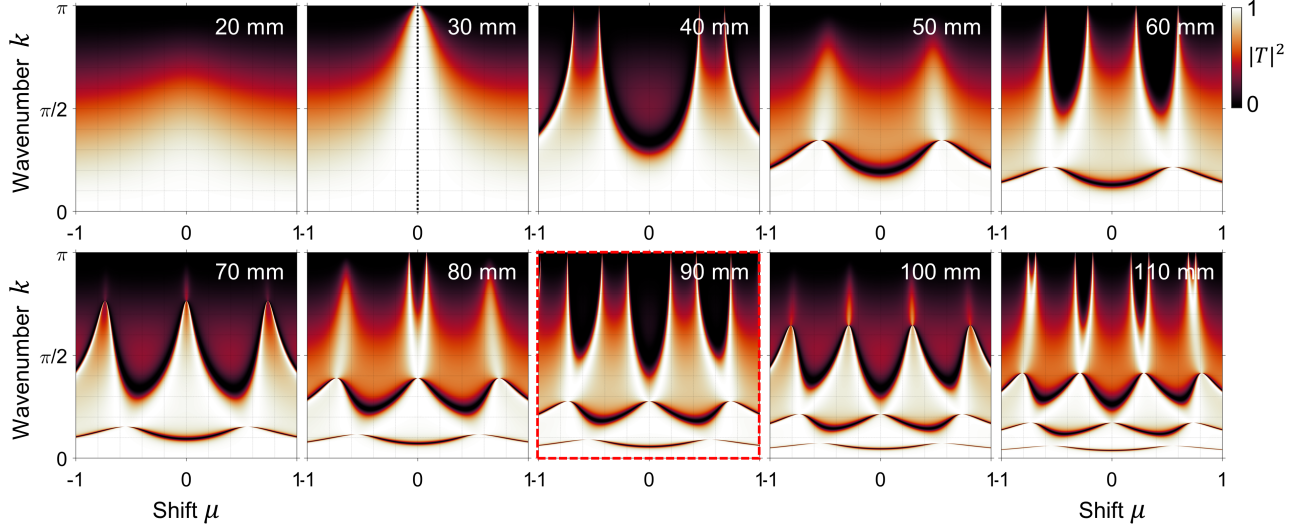 π 20 mm 30 mm 40 mm 50 mm 60 mm 1
|T|²
π/2 0
Wavenumber k
0
-1 0 1 -1 0 1 -1 0 1 -1 0 1 -1 0 1
π 70 mm 80 mm 90 mm 100 mm 110 mm
π/2
Wavenumber k
0
-1 0 1 -1 0 1 -1 0 1 -1 0 1 -1 0 1
Shift μ Shift μ